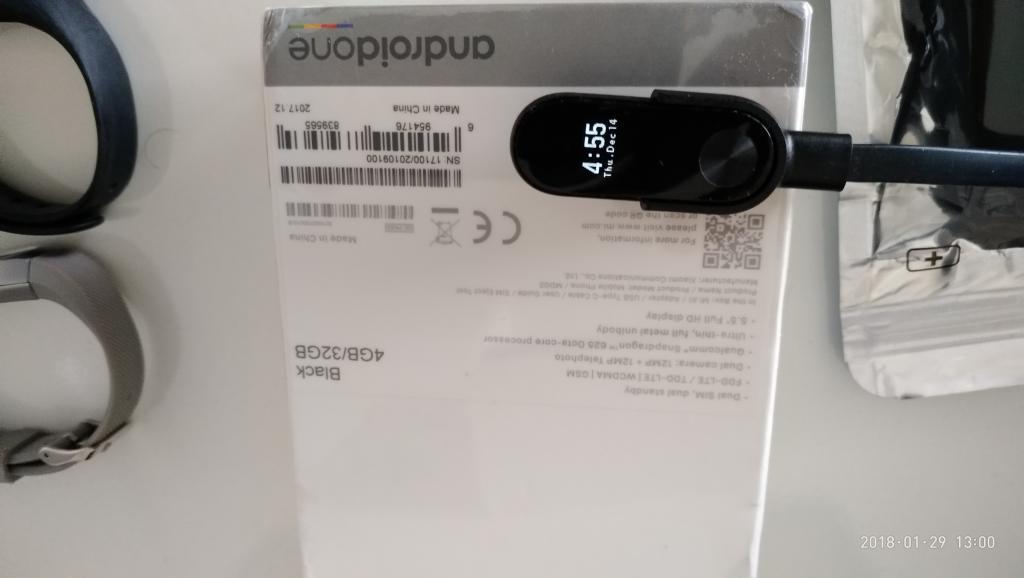 androidone
Made in China
2017.12
6
954176
839565
SN: 17100/20109100
4:55
Thu.Dec14
Made in China
For more information,
please visit www.mi.com
or scan the QR code
In the Box: Mi A1 / Adapter / USB Type-C Cable / User Guide / SIM Eject Tool
Product Name / Product Model: Mobile Phone / MDG2
Manufacturer: Xiaomi Communications Co., Ltd.
· Dual SIM, dual standby
· FDD-LTE / TDD-LTE | WCDMA | GSM
· Dual camera: 12MP + 12MP Telephoto
· Qualcomm® Snapdragon™ 625 Octa-core processor
· Ultra-thin, full metal unibody
· 5.5" Full HD display
Black
4GB/32GB
2018-01-29 13:00